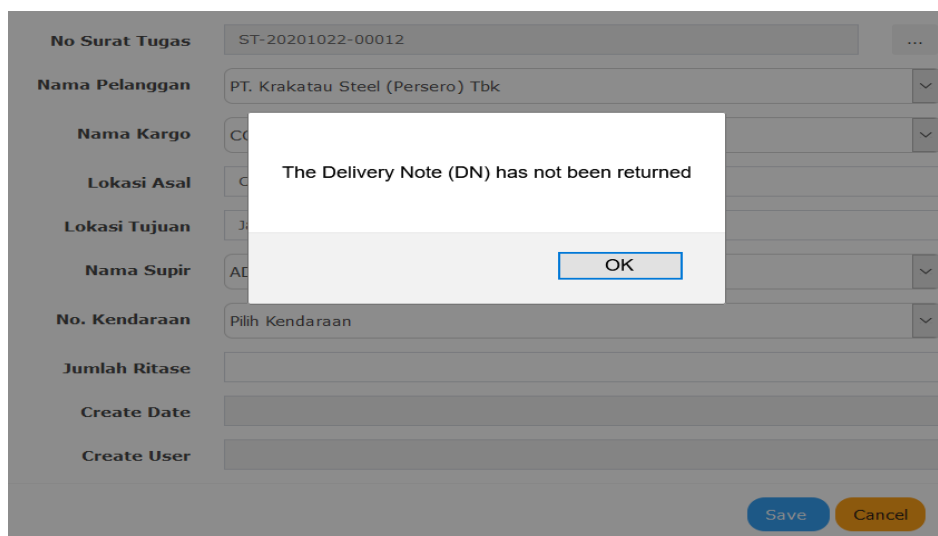 No Surat Tugas ST-20201022-00012 ...
Nama Pelanggan PT. Krakatau Steel (Persero) Tbk
Nama Kargo
The Delivery Note (DN) has not been returned
Lokasi Asal
Lokasi Tujuan
Nama Supir
OK
No. Kendaraan Pilih Kendaraan
Jumlah Ritase
Create Date
Create User
Save Cancel